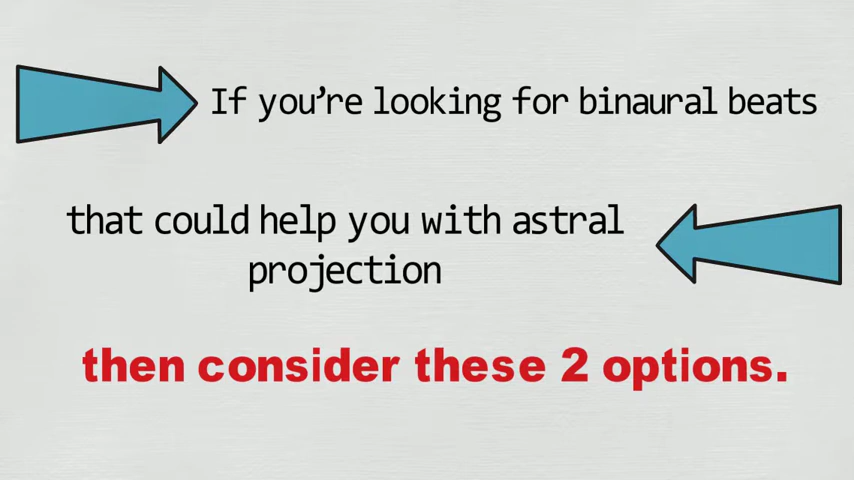 If you’re looking for binaural beats
that could help you with astral
projection
then consider these 2 options.